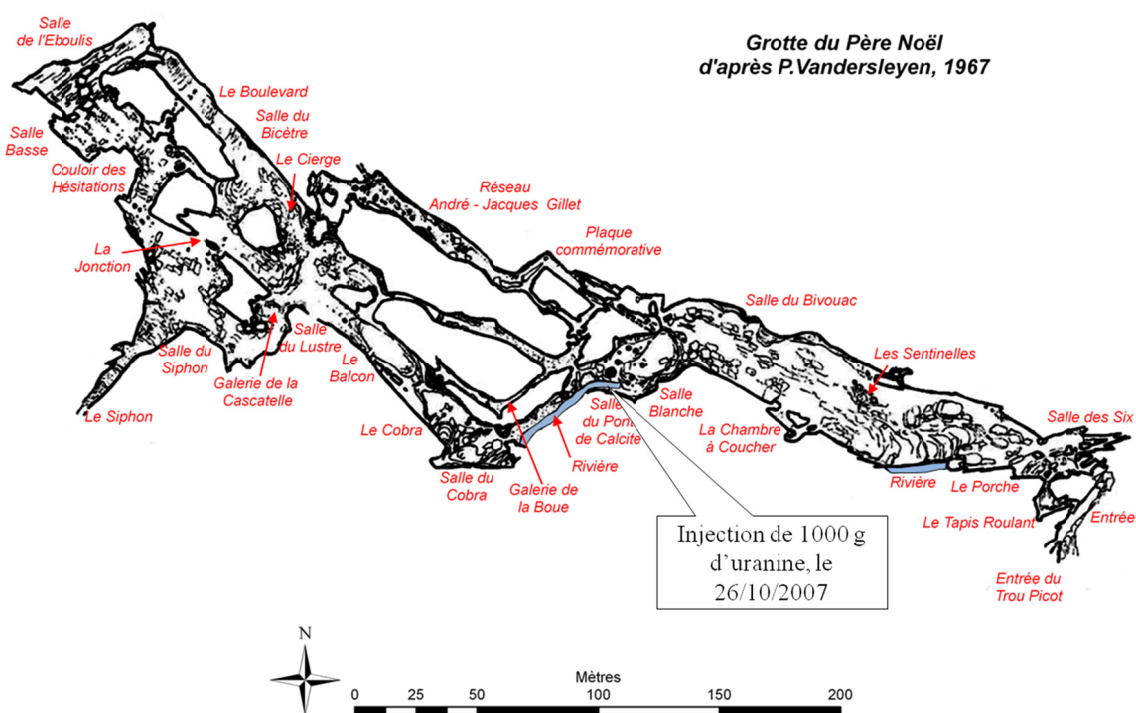 Grotte du Père Noël
d'après P.Vandersleyen, 1967
Salle
de l'Eboulis
Le Boulevard
Salle du
Bicètre
Le Cierge
Salle
Basse
Couloir des
Hésitations
Réseau
André - Jacques Gillet
Plaque
commémorative
La
Jonction
Salle du Bivouac
Les Sentinelles
Salle
du Lustre
Le
Balcon
Salle du
Siphon
Galerie de la
Cascatelle
Le Siphon
Le Cobra
Salle
du Pont
de Calcite
Salle
Blanche
La Chambre
à Coucher
Salle des Six
Rivière
Salle du
Cobra
Galerie de
la Boue
Rivière
Le Porche
Le Tapis Roulant
Entrée
Entrée du
Trou Picot
Injection de 1000 g
d'uranine, le
26/10/2007
N
Mètres
0 25 50 100 150 200